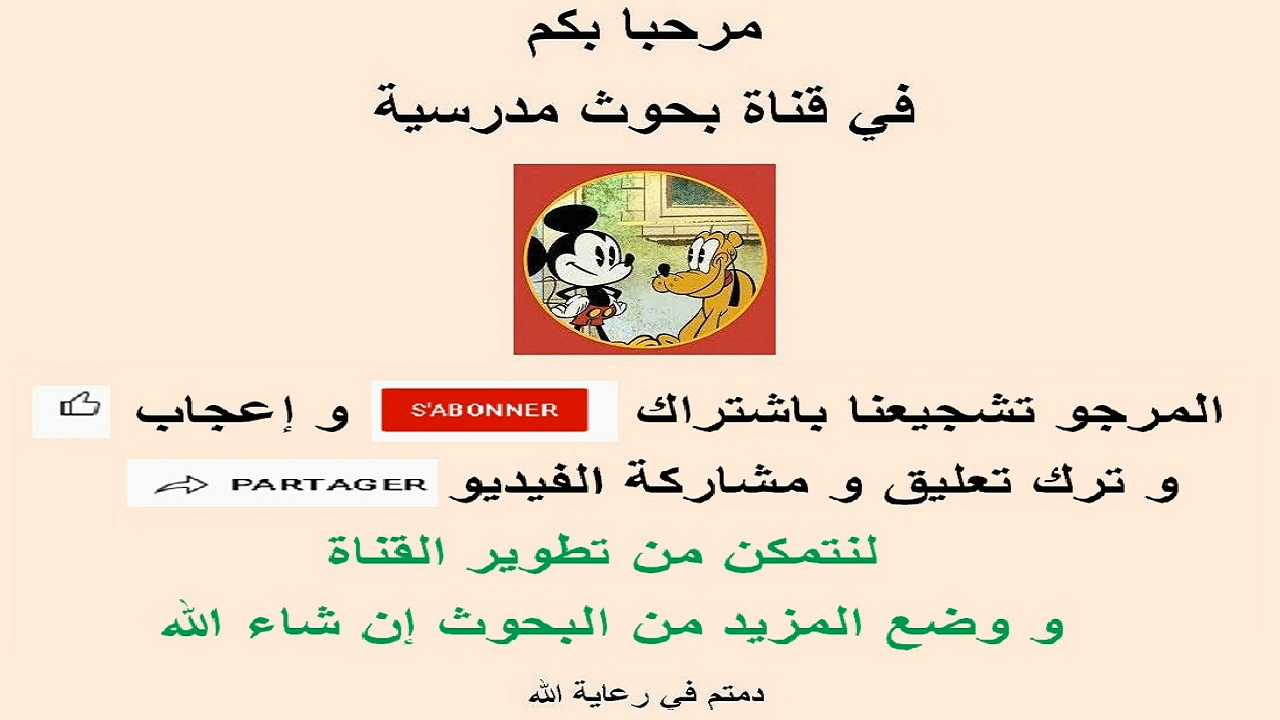 مرحبا بكم
في قناة بحوث مدرسية
المرجو تشجيعنا باشتراك S'ABONNER و إعجاب
و ترك تعليق و مشاركة الفيديو PARTAGER
لنتمكن من تطوير القناة
و وضع المزيد من البحوث إن شاء الله
دمتم في رعاية الله